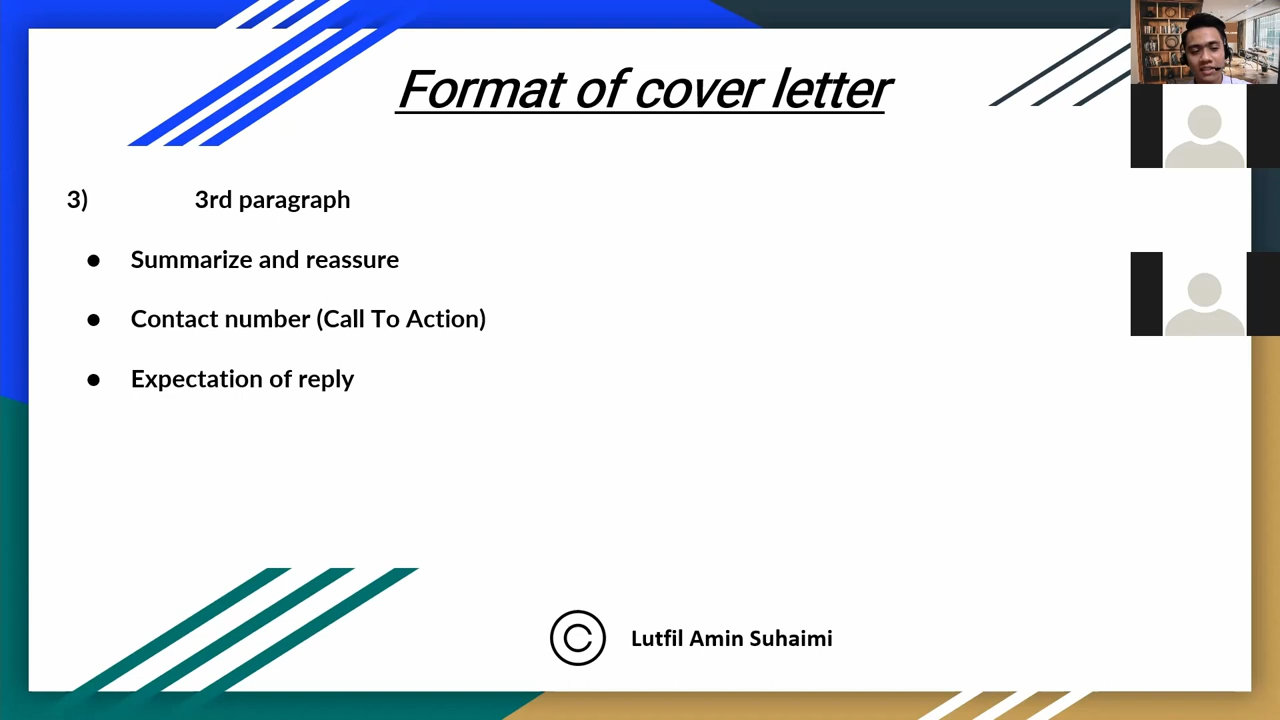 Format of cover letter
3) 3rd paragraph
● Summarize and reassure
● Contact number (Call To Action)
● Expectation of reply
© Lutfil Amin Suhaimi